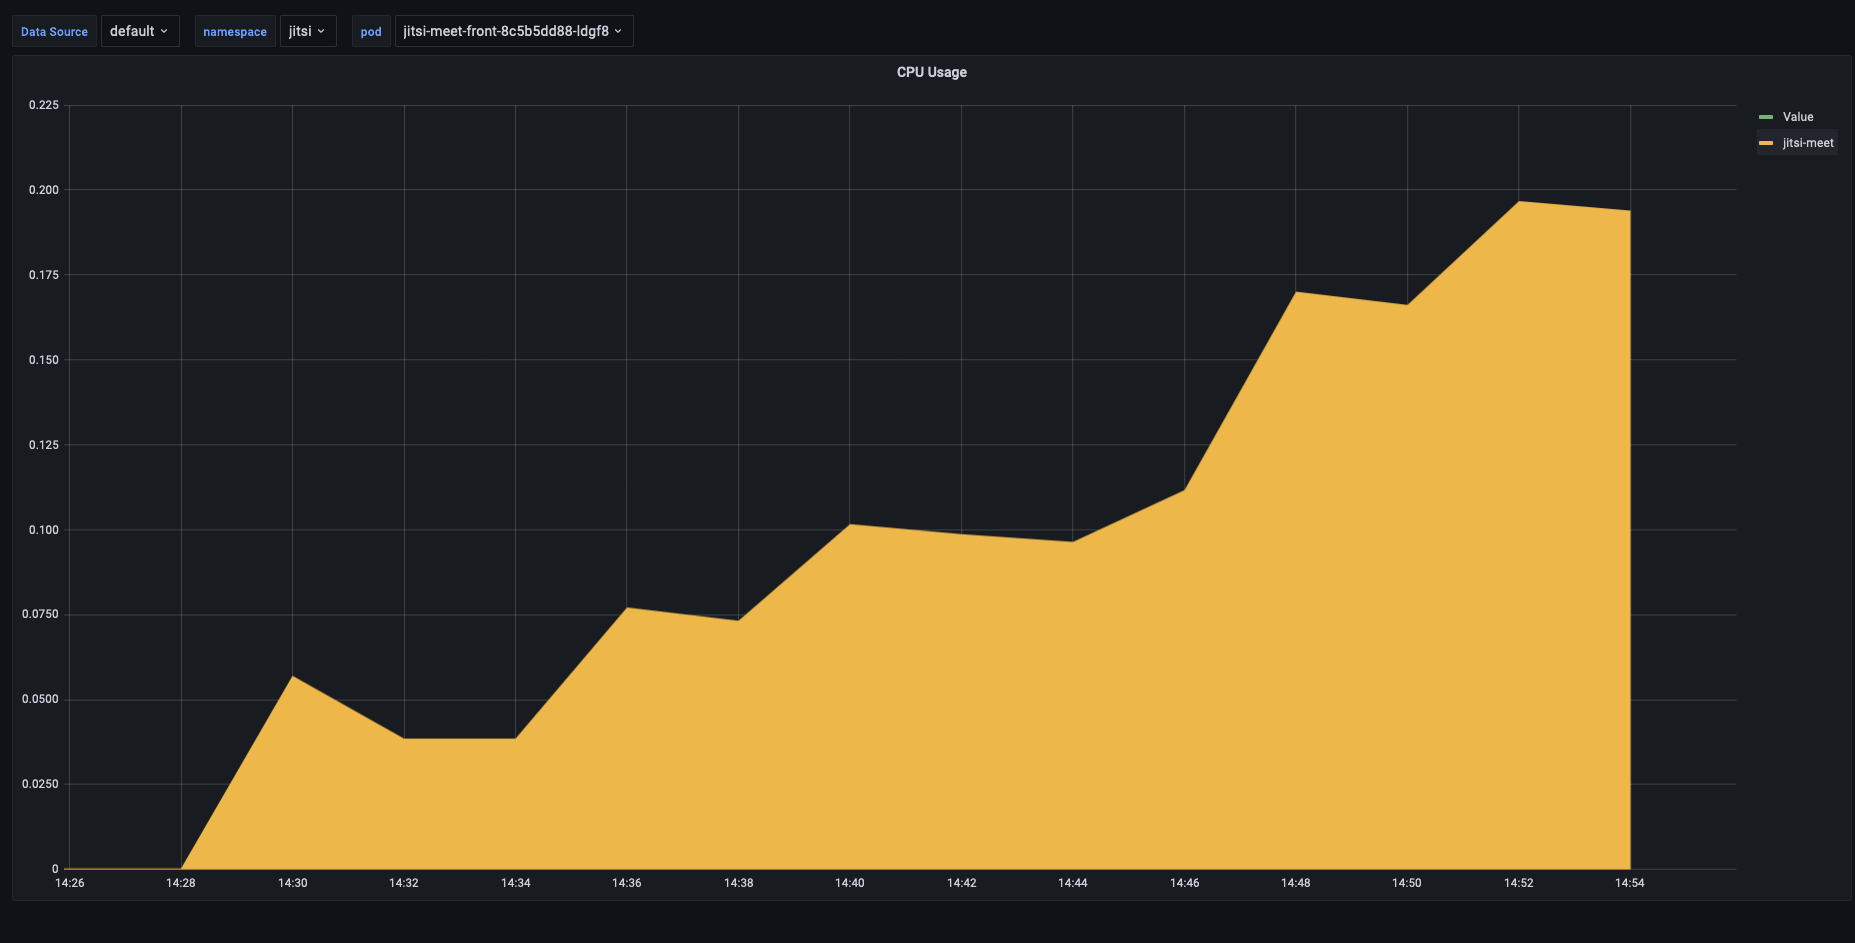 Data Source default namespace jitsi pod jitsi-meet-front-8c5b5dd88-ldgf8
CPU Usage
0.225
0.200
0.175
0.150
0.125
0.100
0.0750
0.0500
0.0250
0
14:26 14:28 14:30 14:32 14:34 14:36 14:38 14:40 14:42 14:44 14:46 14:48 14:50 14:52 14:54
Value
jitsi-meet